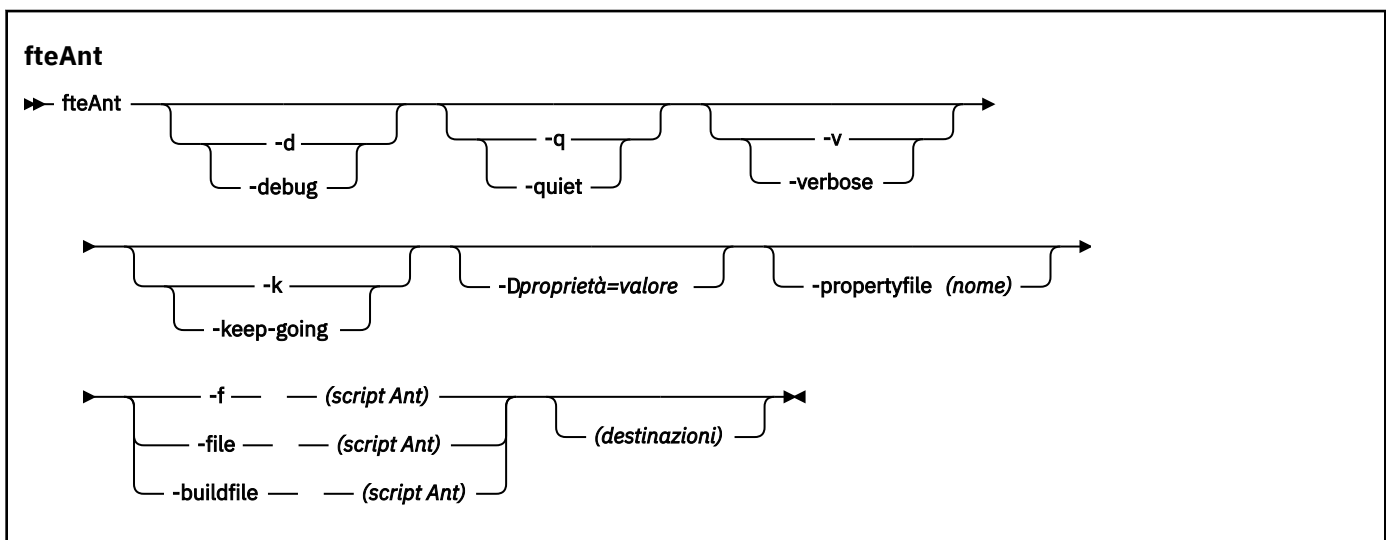 fteAnt
fteAnt
-d
-debug
-q
-quiet
-v
-verbose
-k
-keep-going
-Dproprietà=valore
-propertyfile (nome)
-f (script Ant)
-file (script Ant)
-buildfile (script Ant)
(destinazioni)